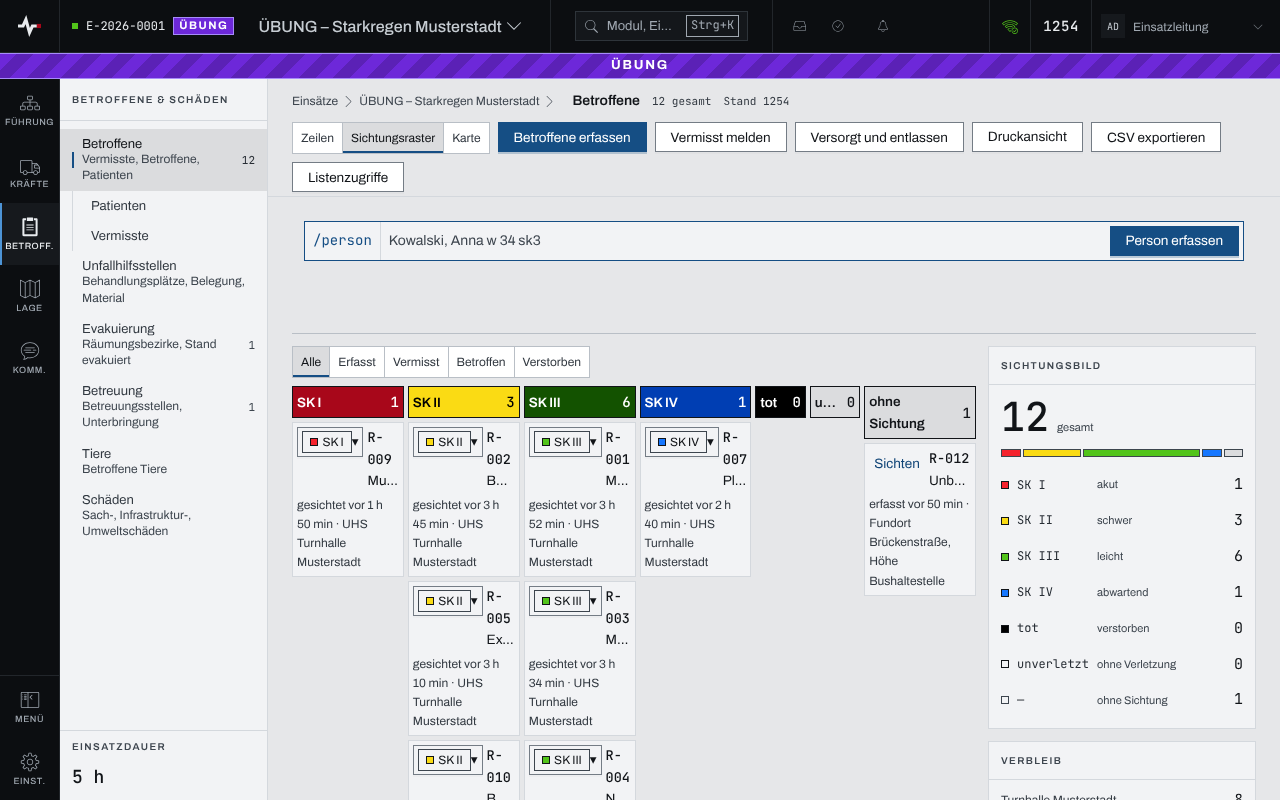 E-2026-0001 ÜBUNG ÜBUNG – Starkregen Musterstadt Modul, Ei... Strg+K 1254 AD Einsatzleitung
ÜBUNG
FÜHRUNG
KRÄFTE
BETROFF.
LAGE
KOMM.
MENÜ
EINST.
BETROFFENE & SCHÄDEN
Betroffene
Vermisste, Betroffene, Patienten 12
Patienten
Vermisste
Unfallhilfsstellen
Behandlungsplätze, Belegung, Material
Evakuierung
Räumungsbezirke, Stand evakuiert 1
Betreuung
Betreuungsstellen, Unterbringung 1
Tiere
Betroffene Tiere
Schäden
Sach-, Infrastruktur-, Umweltschäden
EINSATZDAUER
5 h
Einsätze ÜBUNG – Starkregen Musterstadt Betroffene 12 gesamt Stand 1254
Zeilen Sichtungsraster Karte Betroffene erfassen Vermisst melden Versorgt und entlassen Druckansicht CSV exportieren
Listenzugriffe
/person Kowalski, Anna w 34 sk3 Person erfassen
Alle Erfasst Vermisst Betroffen Verstorben
SK I 1
SK I ▾ R-009 Mu...
gesichtet vor 1 h 50 min · UHS Turnhalle Musterstadt
SK II 3
SK II ▾ R-002 B...
gesichtet vor 3 h 45 min · UHS Turnhalle Musterstadt
SK II ▾ R-005 Ex...
gesichtet vor 3 h 10 min · UHS Turnhalle Musterstadt
SK II ▾ R-010
SK III 6
SK III ▾ R-001 M...
gesichtet vor 3 h 52 min · UHS Turnhalle Musterstadt
SK III ▾ R-003 M...
gesichtet vor 3 h 34 min · UHS Turnhalle Musterstadt
SK III ▾ R-004
SK IV 1
SK IV ▾ R-007 Pl...
gesichtet vor 2 h 40 min · UHS Turnhalle Musterstadt
tot 0
u... 0
ohne Sichtung 1
Sichten R-012 Unb...
erfasst vor 50 min · Fundort Brückenstraße, Höhe Bushaltestelle
SICHTUNGSBILD
12 gesamt
SK I akut 1
SK II schwer 3
SK III leicht 6
SK IV abwartend 1
tot verstorben 0
unverletzt ohne Verletzung 0
– ohne Sichtung 1
VERBLEIB
Turnhalle Musterstadt 8